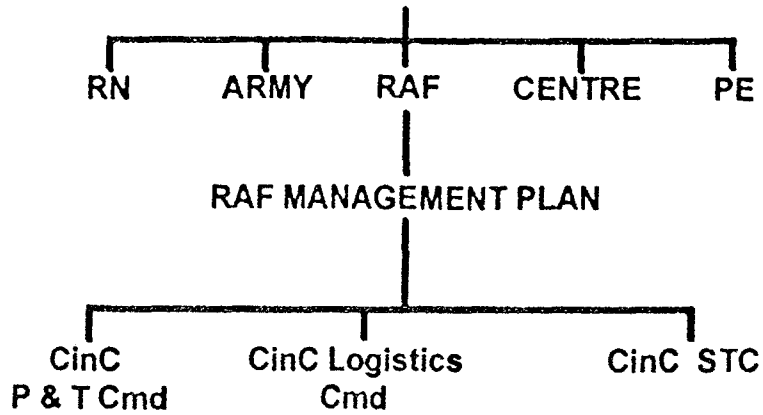 RN ARMY RAF CENTRE PE
RAF MANAGEMENT PLAN
CinC CinC Logistics CinC STC
P & T Cmd Cmd